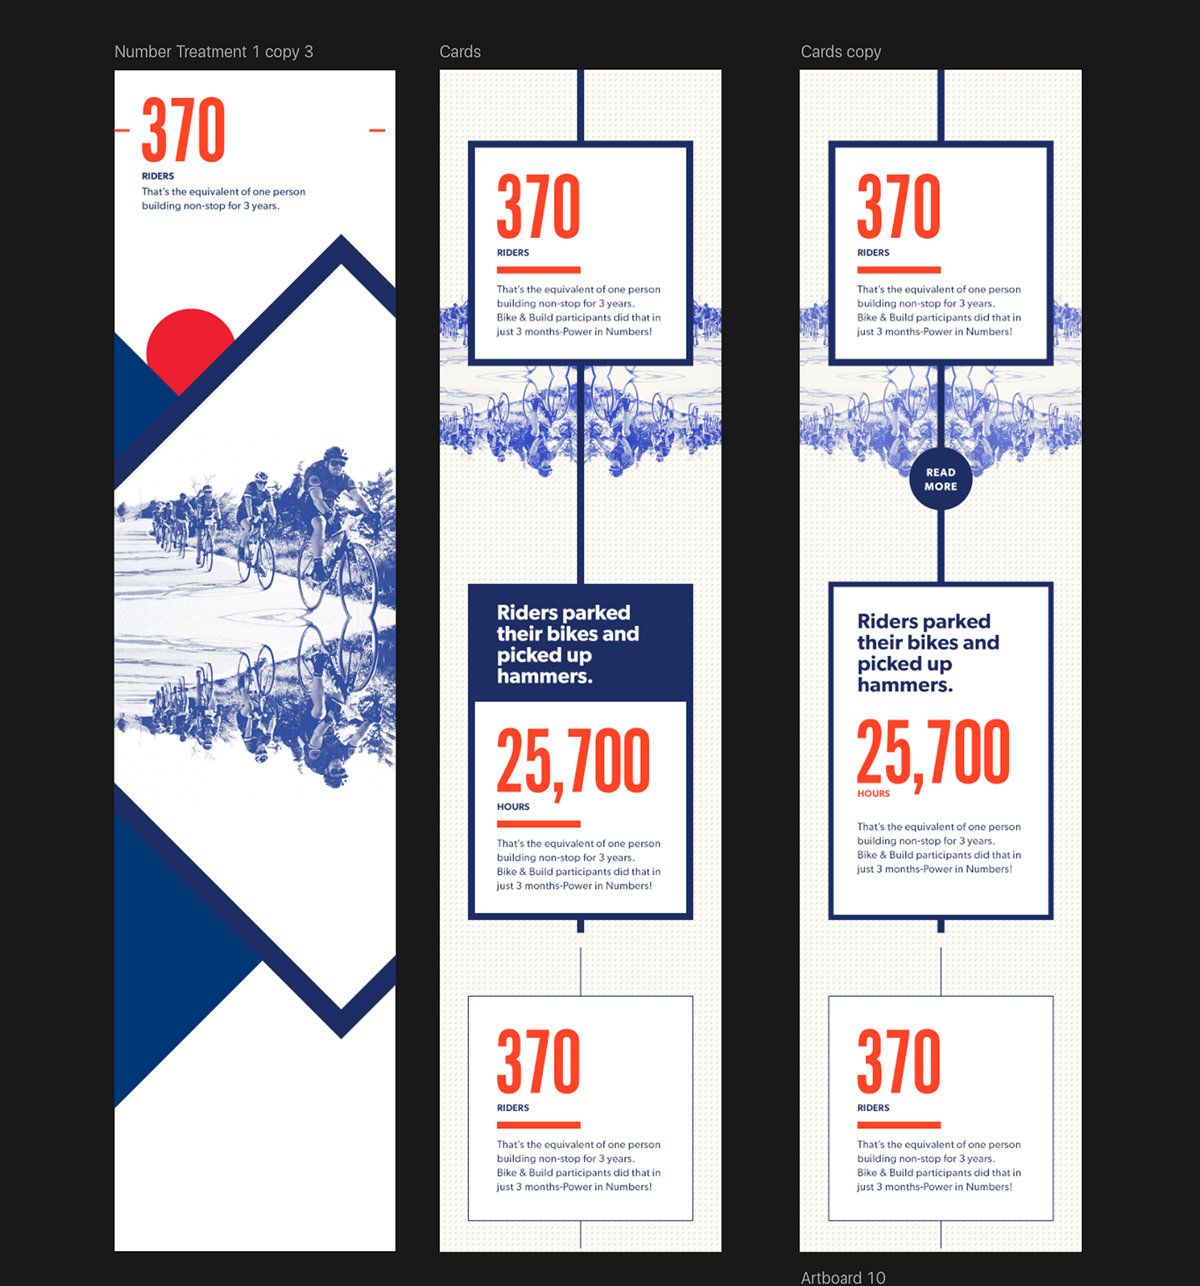 Number Treatment 1 copy 3
370
RIDERS
That's the equivalent of one person
building non-stop for 3 years.
Cards
370
RIDERS
That's the equivalent of one person
building non-stop for 3 years.
Bike & Build participants did that in
just 3 months-Power in Numbers!
Riders parked
their bikes and
picked up
hammers.
25,700
HOURS
That's the equivalent of one person
building non-stop for 3 years.
Bike & Build participants did that in
just 3 months-Power in Numbers!
370
RIDERS
That's the equivalent of one person
building non-stop for 3 years.
Bike & Build participants did that in
just 3 months-Power in Numbers!
Cards copy
370
RIDERS
That's the equivalent of one person
building non-stop for 3 years.
Bike & Build participants did that in
just 3 months-Power in Numbers!
READ
MORE
Riders parked
their bikes and
picked up
hammers.
25,700
HOURS
That's the equivalent of one person
building non-stop for 3 years.
Bike & Build participants did that in
just 3 months-Power in Numbers!
370
RIDERS
That's the equivalent of one person
building non-stop for 3 years.
Bike & Build participants did that in
just 3 months-Power in Numbers!
Artboard 10